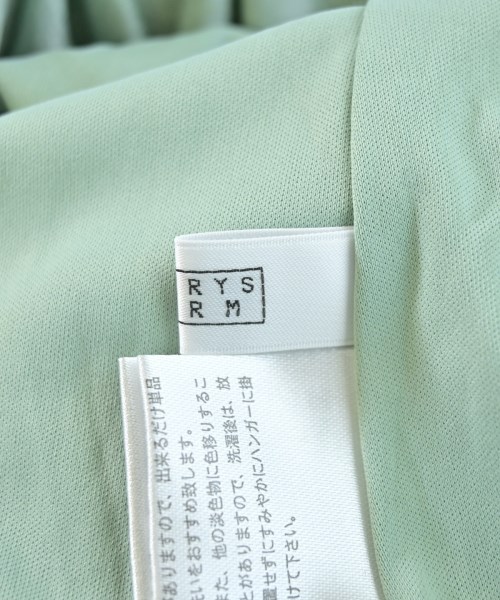 RYS
RM
がありますので、出来るだけ単品
洗いをおすすめ致します。
また、他の淡色物に色移りするこ
とがありますので、洗濯後は、放
置せずにすみやかにハンガーに掛
けて下さい。